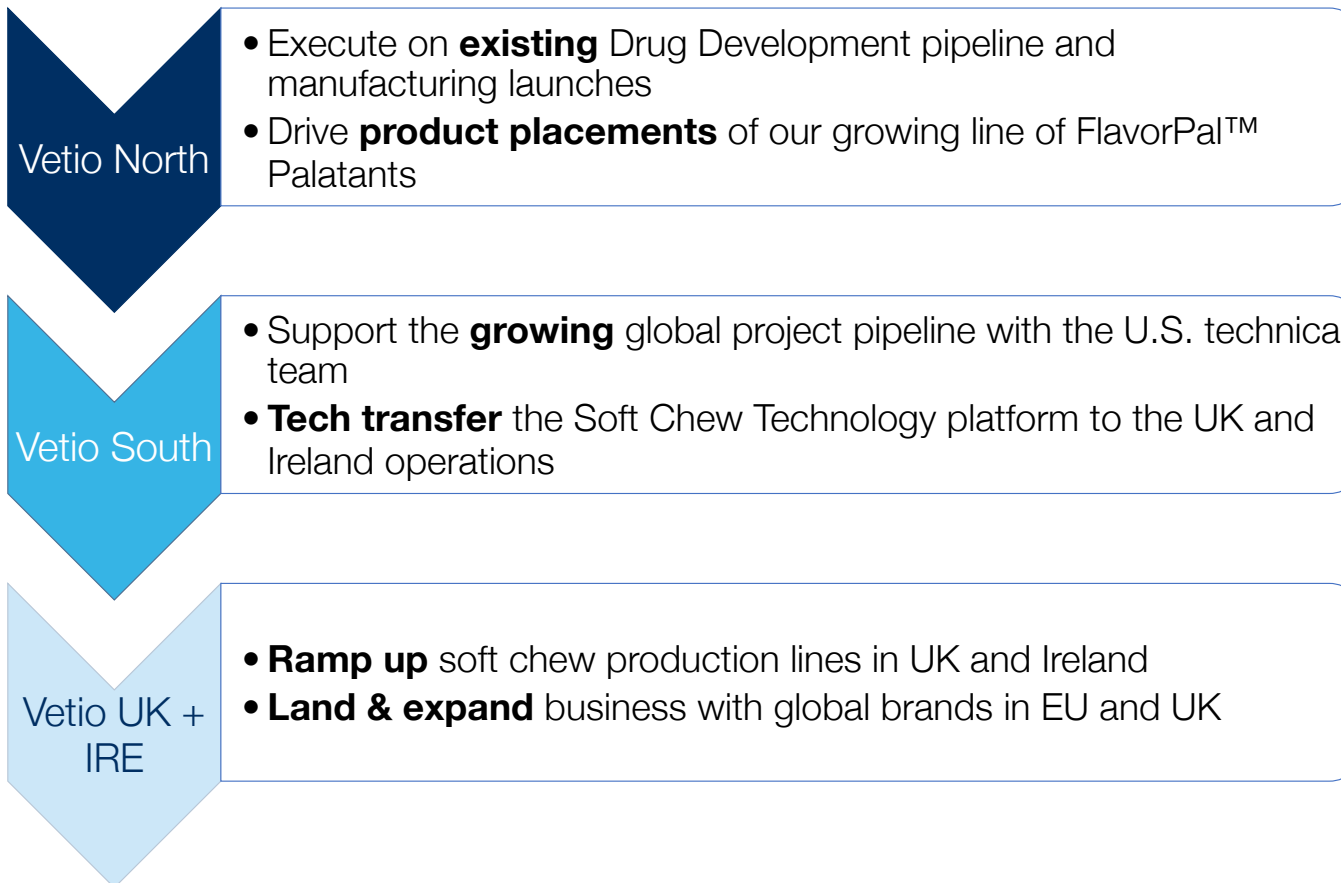 Vetio North
• Execute on existing Drug Development pipeline and
manufacturing launches
• Drive product placements of our growing line of FlavorPal™
Palatants
Vetio South
• Support the growing global project pipeline with the U.S. technica
team
• Tech transfer the Soft Chew Technology platform to the UK and
Ireland operations
Vetio UK +
IRE
• Ramp up soft chew production lines in UK and Ireland
• Land & expand business with global brands in EU and UK